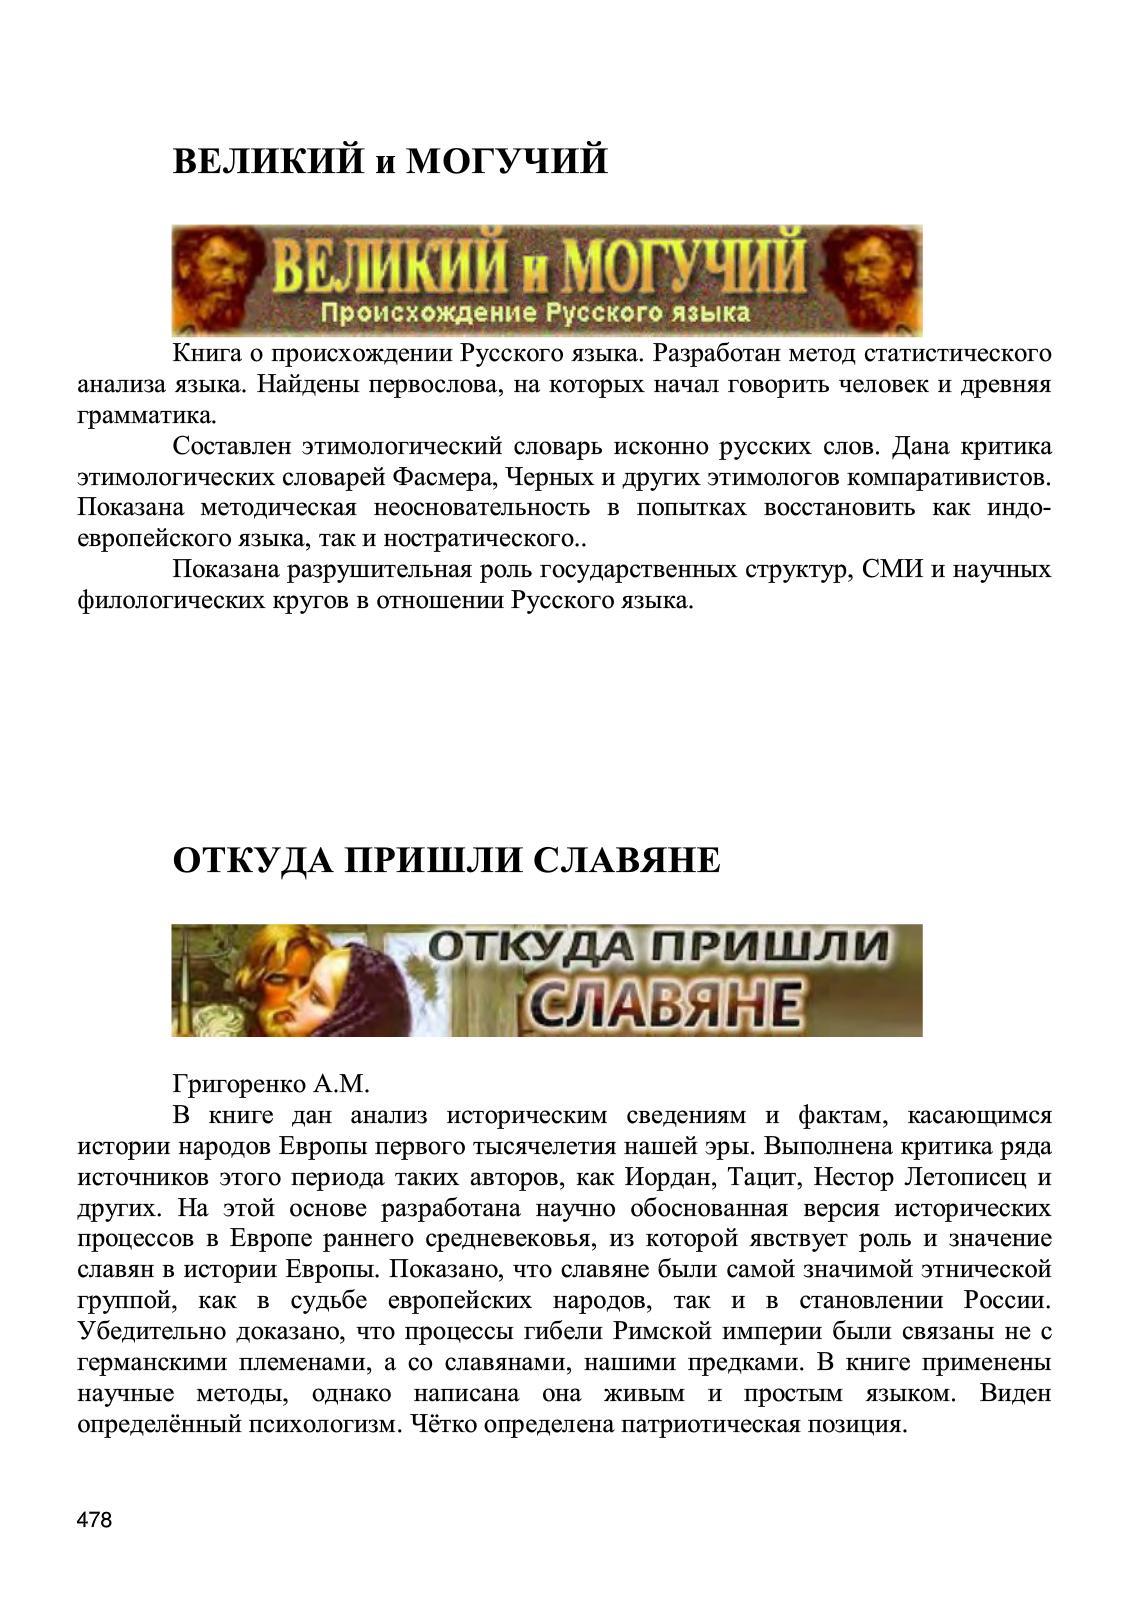 ВЕЛИКИЙ и МОГУЧИЙ
ВЕЛИКИЙ и МОГУЧИЙ
Происхождение Русского языка
Книга о происхождении Русского языка. Разработан метод статистического
анализа языка. Найдены первослова, на которых начал говорить человек и древняя
грамматика.
Составлен этимологический словарь исконно русских слов. Дана критика
этимологических словарей Фасмера, Черных и других этимологов компаративистов.
Показана методическая неосновательность в попытках восстановить как индо-
европейского языка, так и ностратического..
Показана разрушительная роль государственных структур, СМИ и научных
филологических кругов в отношении Русского языка.
ОТКУДА ПРИШЛИ СЛАВЯНЕ
ОТКУДА ПРИШЛИ
СЛАВЯНЕ
Григоренко А.М.
В книге дан анализ историческим сведениям и фактам, касающимся
истории народов Европы первого тысячелетия нашей эры. Выполнена критика ряда
источников этого периода таких авторов, как Иордан, Тацит, Нестор Летописец и
других. На этой основе разработана научно обоснованная версия исторических
процессов в Европе раннего средневековья, из которой явствует роль и значение
славян в истории Европы. Показано, что славяне были самой значимой этнической
группой, как в судьбе европейских народов, так и в становлении России.
Убедительно доказано, что процессы гибели Римской империи были связаны не с
германскими племенами, а со славянами, нашими предками. В книге применены
научные методы, однако написана она живым и простым языком. Виден
определённый психологизм. Чётко определена патриотическая позиция.
478